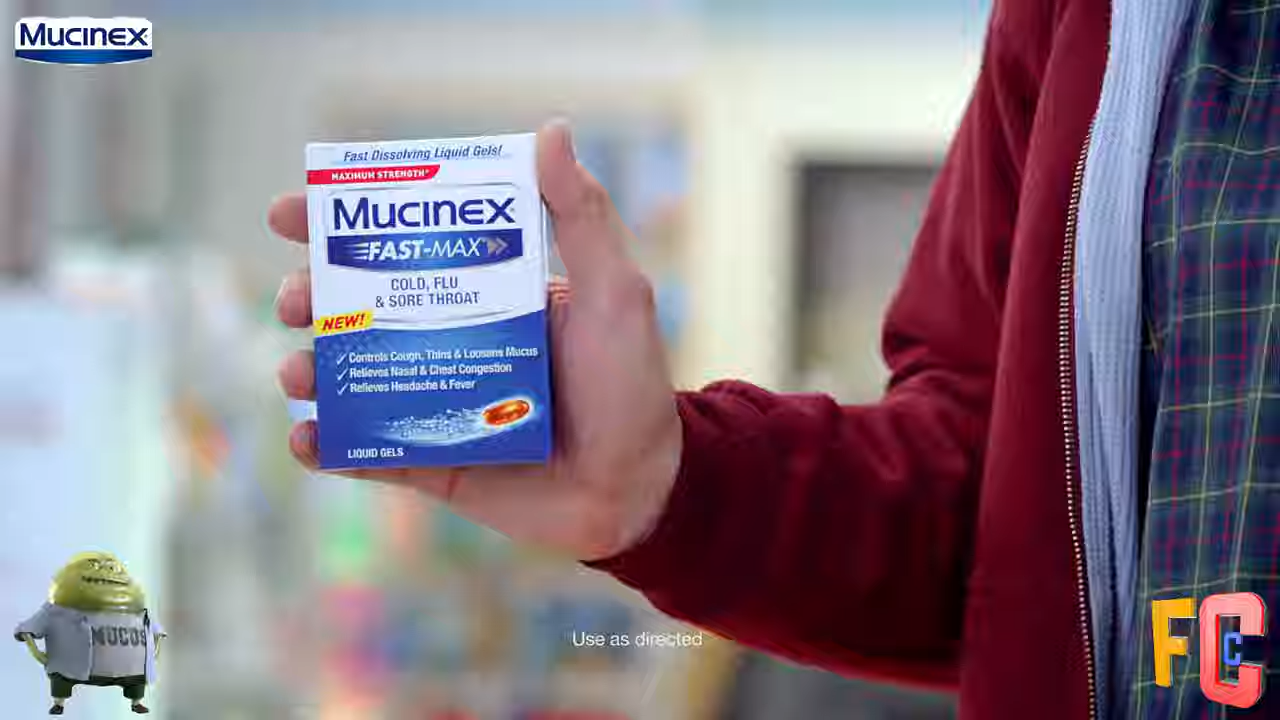 Mucinex
Fast Dissolving Liquid Gels!
MAXIMUM STRENGTH*
Mucinex
FAST-MAX
COLD, FLU
& SORE THROAT
NEW!
✓ Controls Cough, Thins & Loosens Mucus
✓ Relieves Nasal & Chest Congestion
✓ Relieves Headache & Fever
LIQUID GELS
MUCUS
Use as directed
FCC